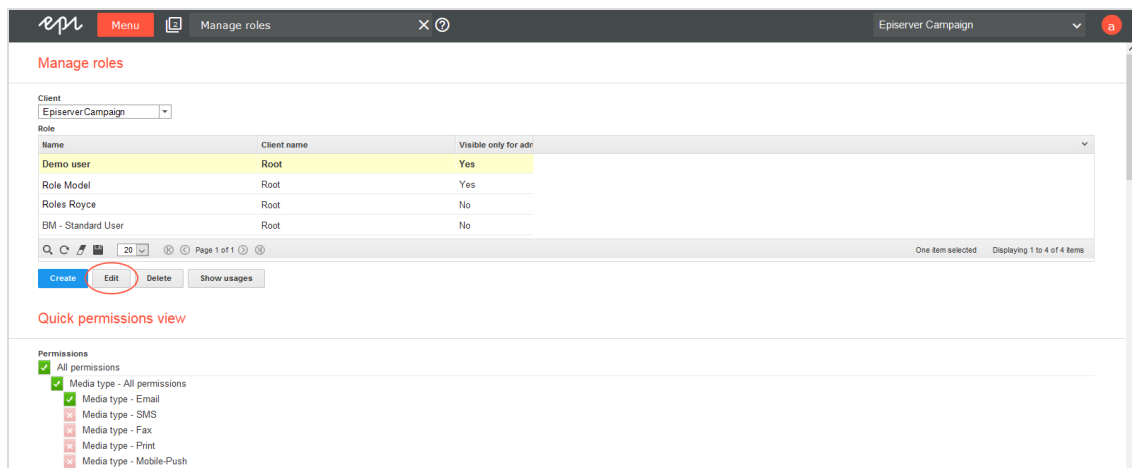 epi Menu 2 Manage roles Episerver Campaign a
Manage roles
Client
EpiserverCampaign
Role
Name Client name Visible only for adm
Demo user Root Yes
Role Model Root Yes
Roles Royce Root No
BM - Standard User Root No
20 Page 1 of 1 One item selected Displaying 1 to 4 of 4 items
Create Edit Delete Show usages
Quick permissions view
Permissions
All permissions
Media type - All permissions
Media type - Email
Media type - SMS
Media type - Fax
Media type - Print
Media type - Mobile-Push